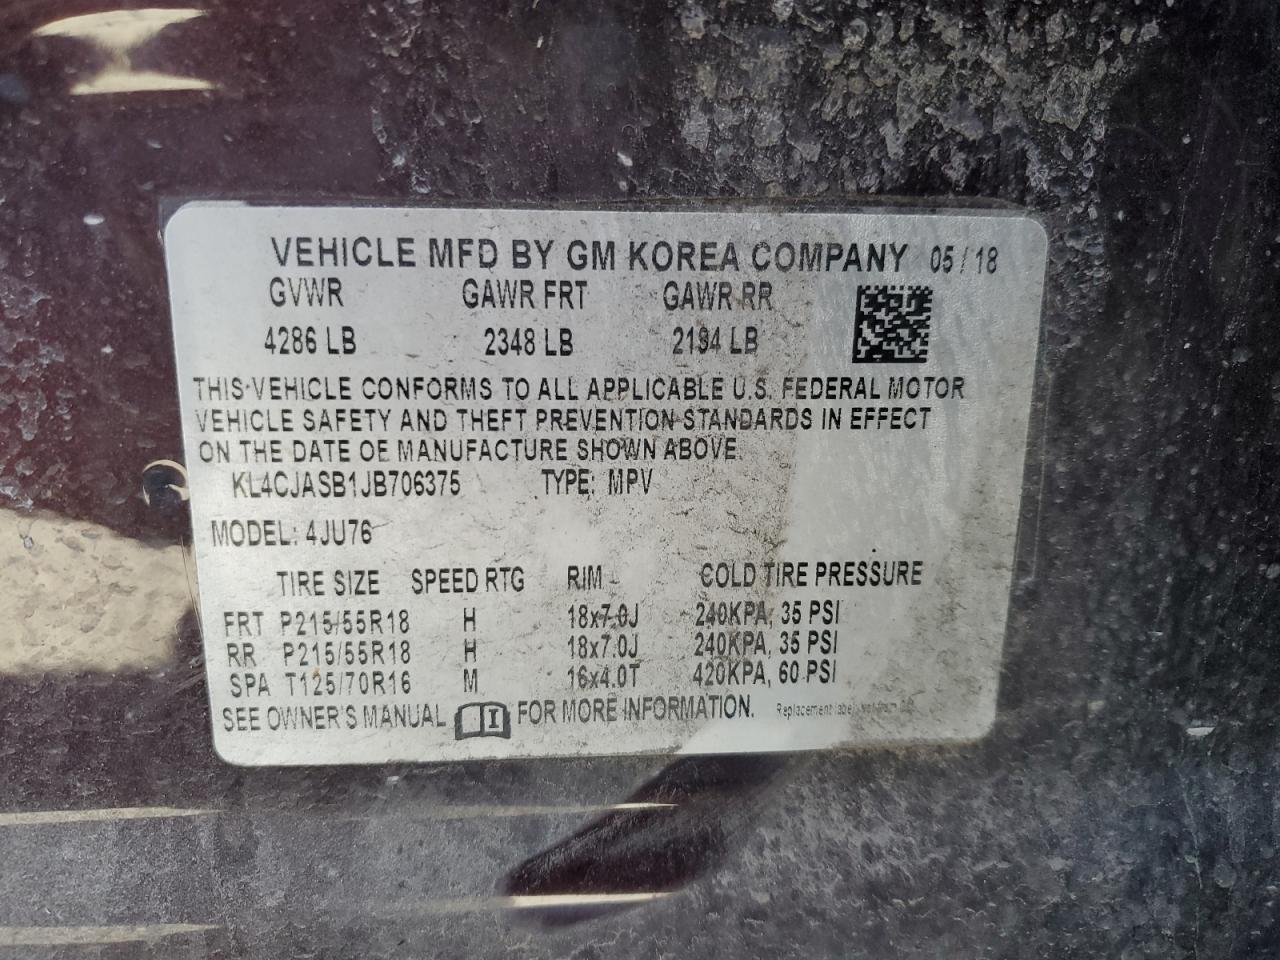 VEHICLE MFD BY GM KOREA COMPANY 05/18
GVWR GAWR FRT GAWR RR
4286 LB 2348 LB 2194 LB
THIS VEHICLE CONFORMS TO ALL APPLICABLE U.S. FEDERAL MOTOR
VEHICLE SAFETY AND THEFT PREVENTION STANDARDS IN EFFECT
ON THE DATE OF MANUFACTURE SHOWN ABOVE.
KL4CJASB1JB706375 TYPE: MPV
MODEL: 4JU76
TIRE SIZE SPEED RTG RIM COLD TIRE PRESSURE
FRT P215/55R18 H 18x7.0J 240KPA, 35 PSI
RR P215/55R18 H 18x7.0J 240KPA, 35 PSI
SPA T125/70R16 M 16x4.0T 420KPA, 60 PSI
SEE OWNER'S MANUAL FOR MORE INFORMATION. Replacement label